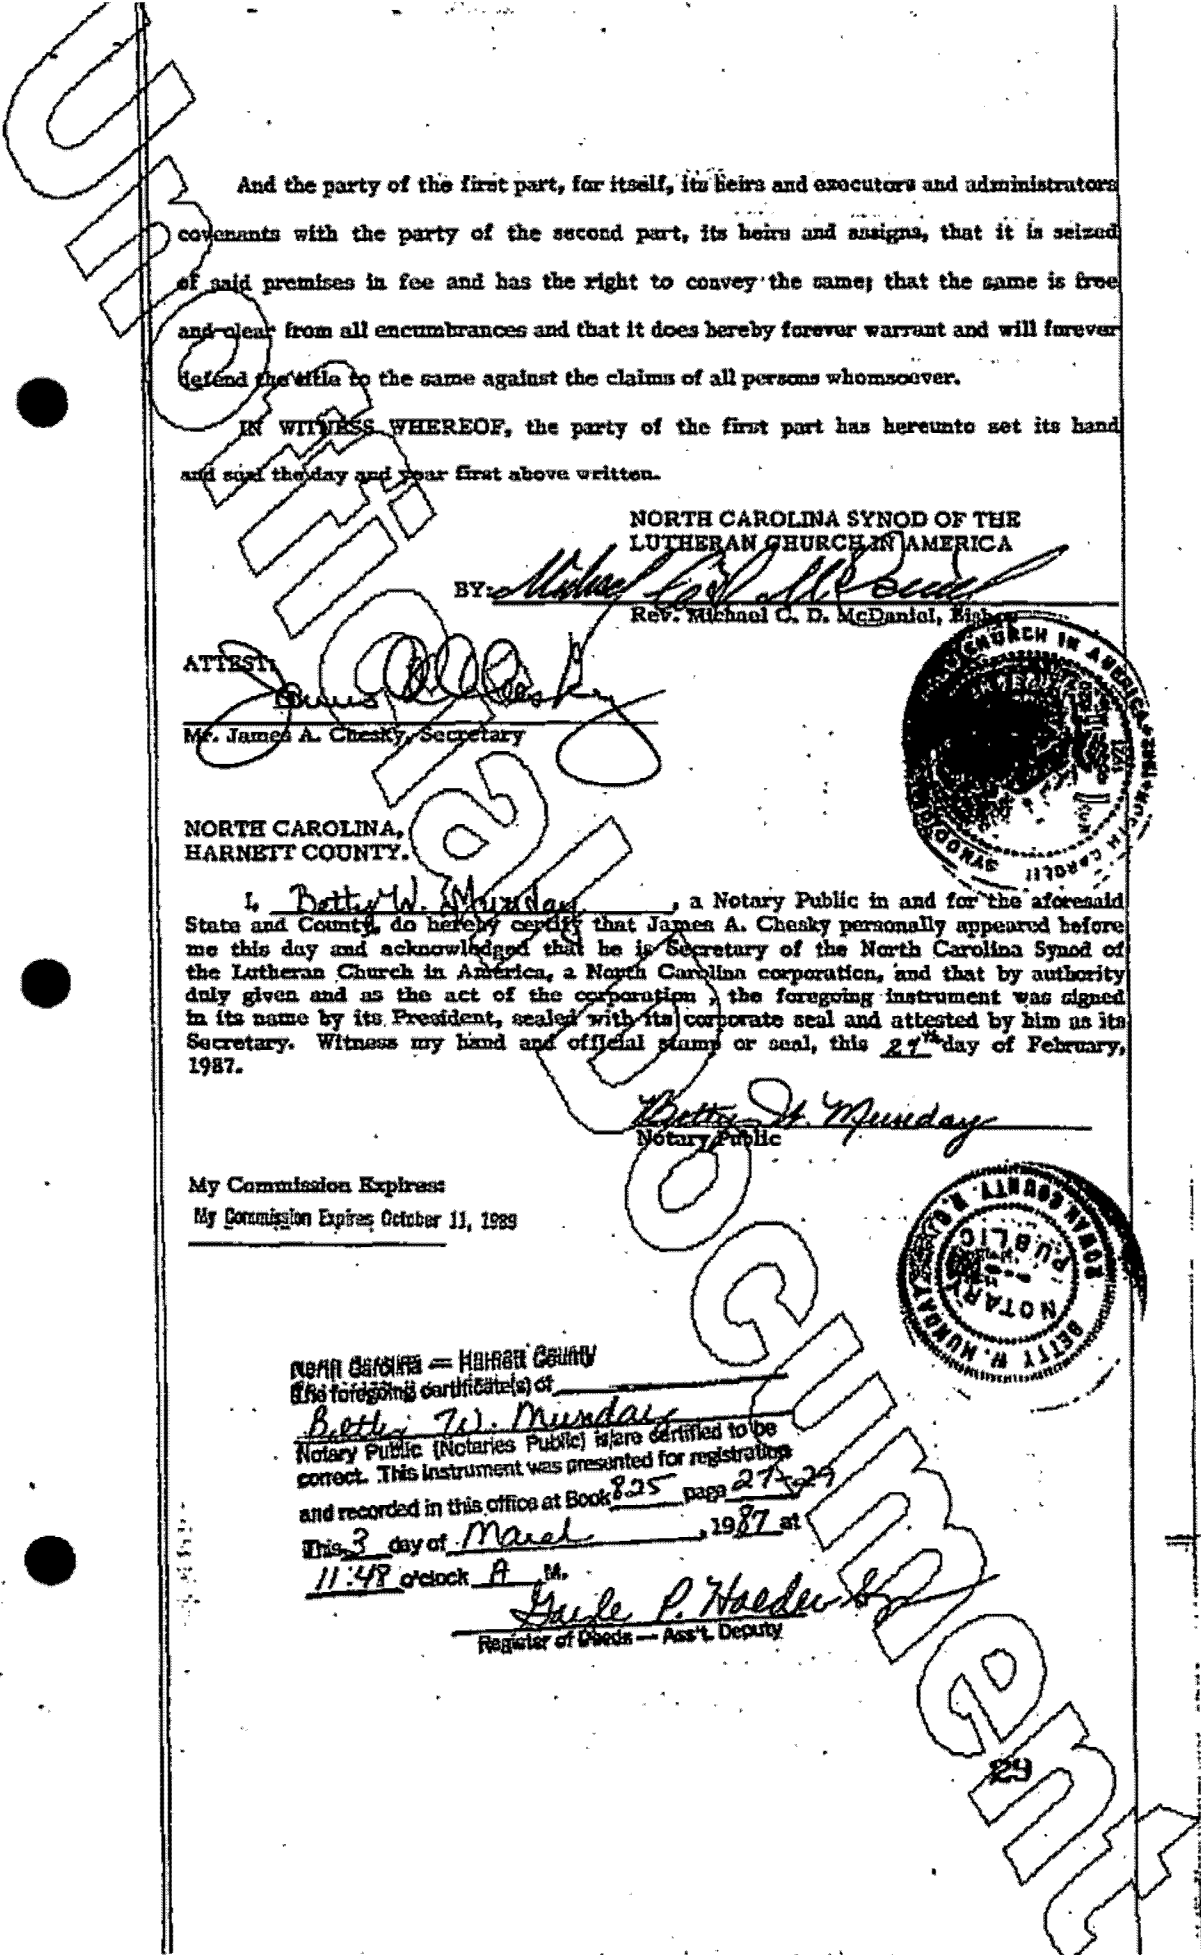 And the party of the first part, for itself, its heirs and executors and administrators
covenants with the party of the second part, its heirs and assigns, that it is seized
of said premises in fee and has the right to convey the same; that the same is free
and clear from all encumbrances and that it does hereby forever warrant and will forever
defend the title to the same against the claims of all persons whomsoever.
IN WITNESS WHEREOF, the party of the first part has hereunto set its hand
and seal the day and year first above written.
NORTH CAROLINA SYNOD OF THE
LUTHERAN CHURCH IN AMERICA
BY:
Rev. Michael C. D. McDaniel, Bishop
ATTEST:
Mr. James A. Chesky, Secretary
CHURCH IN AMERICA
SYNOD
1921
NORTH CAROLINA,
HARNETT COUNTY.
I, Betty W. Munday, a Notary Public in and for the aforesaid
State and County, do hereby certify that James A. Chesky personally appeared before
me this day and acknowledged that he is Secretary of the North Carolina Synod of
the Lutheran Church in America, a North Carolina corporation, and that by authority
duly given and as the act of the corporation, the foregoing instrument was signed
in its name by its President, sealed with its corporate seal and attested by him as its
Secretary. Witness my hand and official stamp or seal, this 27th day of February,
1987.
Betty W. Munday
Notary Public
My Commission Expires:
My Commission Expires October 11, 1989
BETTY W. MUNDAY
NOTARY
PUBLIC
ROWAN COUNTY, N. C.
North Carolina — Harnett County
The foregoing certificate(s) of
Betty W. Munday
Notary Public (Notaries Public) is/are certified to be
correct. This instrument was presented for registration
and recorded in this office at Book 825 page 27-29
This 3 day of March, 1987 at
11:48 o'clock A M.
Gayle P. Holder
Register of Deeds — Ass't. Deputy
29
Unofficial Document